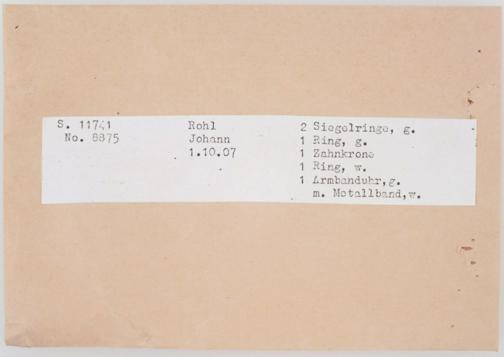 S. 11741 Rohl 2 Siegelringe, g.
No. 8875 Johann 1 Ring, g.
1.10.07 1 Zahnkrone
1 Ring, w.
1 Armbanduhr,g.
m. Metallband,w.